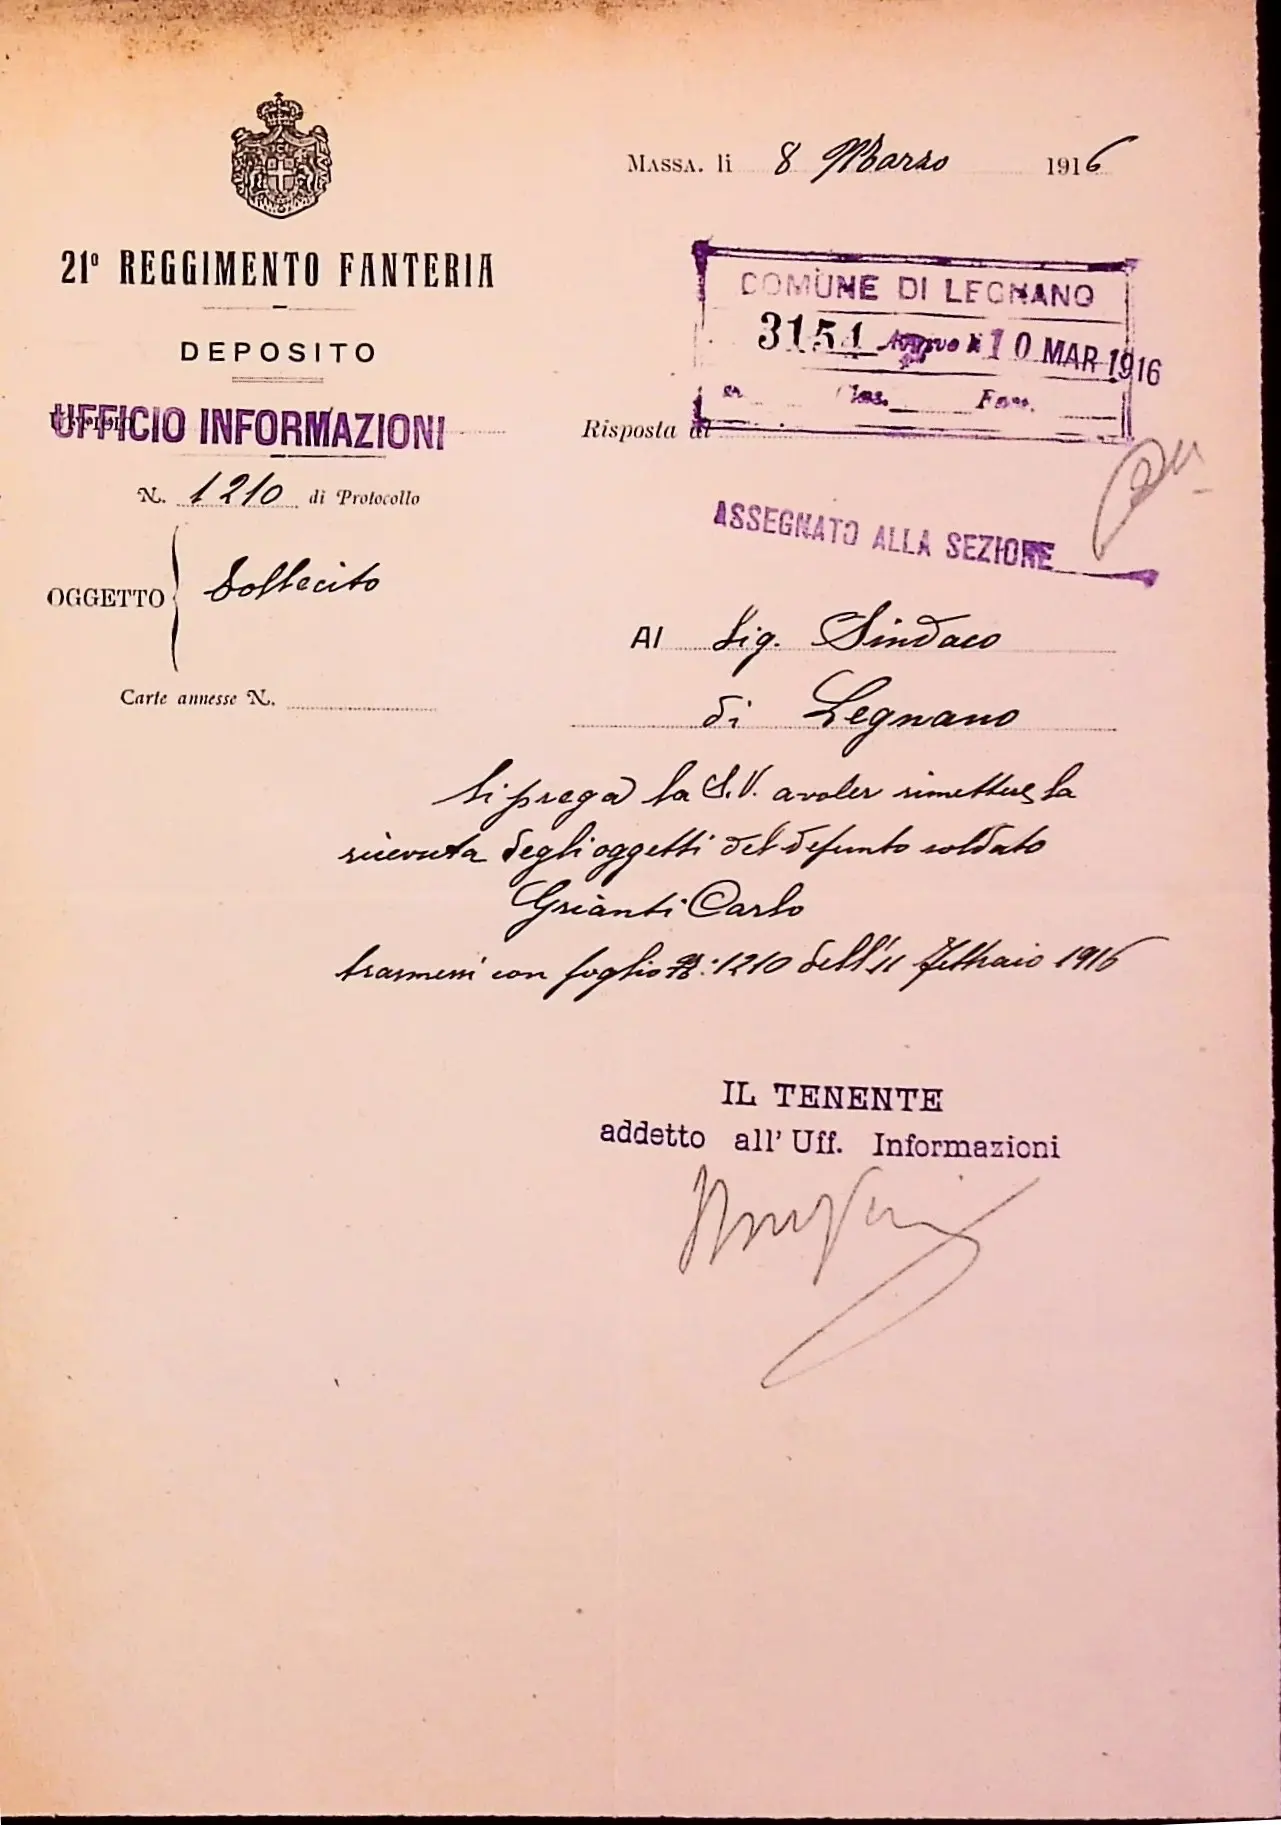 MASSA. li 8 Marzo 1916
21° REGGIMENTO FANTERIA
DEPOSITO
UFFICIO INFORMAZIONI
N. 1210 di Protocollo
OGGETTO Sollecito
Carte annesse N.
COMUNE DI LEGNANO
3151 Arrivo li 10 MAR 1916
Clas. Fasc.
Risposta al
ASSEGNATO ALLA SEZIONE
Al Sig. Sindaco
di Legnano
Si prega la S.V. a voler rimettere la
ricevuta degli oggetti del defunto soldato
Grianti Carlo
trasmessi con foglio N: 1210 dell'11 Febbraio 1916
IL TENENTE
addetto all'Uff. Informazioni